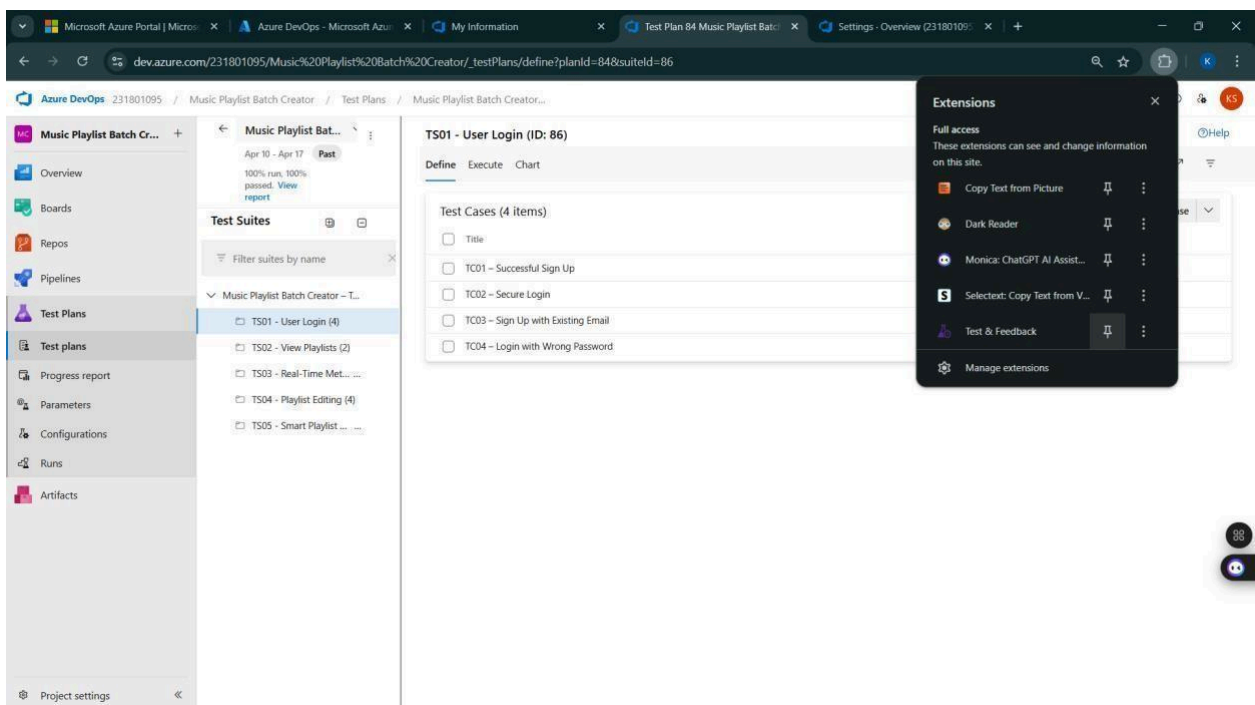 Microsoft Azure Portal | Micros
Azure DevOps - Microsoft Azur
My Information
Test Plan 84 Music Playlist Batc
Settings - Overview (231801095
dev.azure.com/231801095/Music%20Playlist%20Batch%20Creator/_testPlans/define?planId=84&suiteId=86
K
Azure DevOps 231801095 / Music Playlist Batch Creator / Test Plans / Music Playlist Batch Creator...
KS
MC Music Playlist Batch Cr... +
Overview
Boards
Repos
Pipelines
Test Plans
Test plans
Progress report
Parameters
Configurations
Runs
Artifacts
Project settings
Music Playlist Bat...
Apr 10 - Apr 17 Past
100% run, 100%
passed. View
report
Test Suites
Filter suites by name
Music Playlist Batch Creator – T...
TS01 - User Login (4)
TS02 - View Playlists (2)
TS03 - Real-Time Met... ...
TS04 - Playlist Editing (4)
TS05 - Smart Playlist ... ...
TS01 - User Login (ID: 86)
Define Execute Chart
Test Cases (4 items)
Title
TC01 – Successful Sign Up
TC02 – Secure Login
TC03 – Sign Up with Existing Email
TC04 – Login with Wrong Password
Help
Extensions
Full access
These extensions can see and change information
on this site.
Copy Text from Picture
Dark Reader
Monica: ChatGPT AI Assist...
Selectext: Copy Text from V...
Test & Feedback
Manage extensions